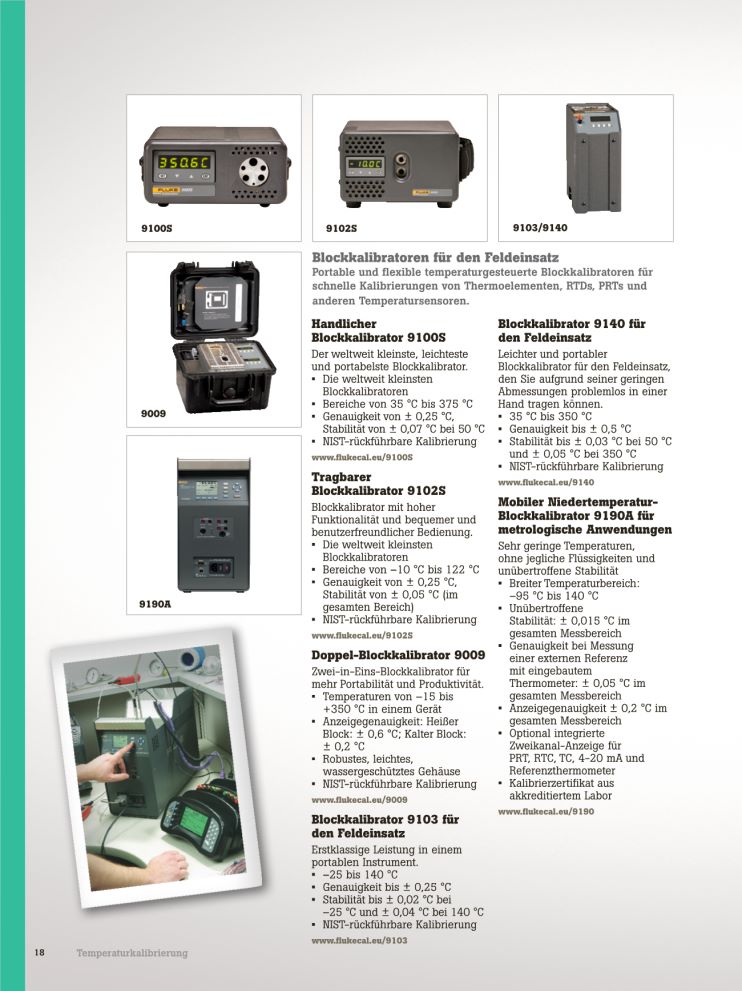 350.6C
FLUKE
9100S
- 10.0C
FLUKE
9102S
9103/9140
9009
9190A
Blockkalibratoren für den Feldeinsatz
Portable und flexible temperaturgesteuerte Blockkalibratoren für
schnelle Kalibrierungen von Thermoelementen, RTDs, PRTs und
anderen Temperatursensoren.
Handlicher
Blockkalibrator 9100S
Der weltweit kleinste, leichteste
und portabelste Blockkalibrator.
▪ Die weltweit kleinsten
Blockkalibratoren
▪ Bereiche von 35 °C bis 375 °C
▪ Genauigkeit von ± 0,25 °C,
Stabilität von ± 0,07 °C bei 50 °C
▪ NIST-rückführbare Kalibrierung
www.flukecal.eu/9100S
Tragbarer
Blockkalibrator 9102S
Blockkalibrator mit hoher
Funktionalität und bequemer und
benutzerfreundlicher Bedienung.
▪ Die weltweit kleinsten
Blockkalibratoren
▪ Bereiche von –10 °C bis 122 °C
▪ Genauigkeit von ± 0,25 °C,
Stabilität von ± 0,05 °C (im
gesamten Bereich)
▪ NIST-rückführbare Kalibrierung
www.flukecal.eu/9102S
Doppel-Blockkalibrator 9009
Zwei-in-Eins-Blockkalibrator für
mehr Portabilität und Produktivität.
▪ Temperaturen von –15 bis
+350 °C in einem Gerät
▪ Anzeigegenauigkeit: Heißer
Block: ± 0,6 °C; Kalter Block:
± 0,2 °C
▪ Robustes, leichtes,
wassergeschütztes Gehäuse
▪ NIST-rückführbare Kalibrierung
www.flukecal.eu/9009
Blockkalibrator 9103 für
den Feldeinsatz
Erstklassige Leistung in einem
portablen Instrument.
▪ –25 bis 140 °C
▪ Genauigkeit bis ± 0,25 °C
▪ Stabilität bis ± 0,02 °C bei
–25 °C und ± 0,04 °C bei 140 °C
▪ NIST-rückführbare Kalibrierung
www.flukecal.eu/9103
Blockkalibrator 9140 für
den Feldeinsatz
Leichter und portabler
Blockkalibrator für den Feldeinsatz,
den Sie aufgrund seiner geringen
Abmessungen problemlos in einer
Hand tragen können.
▪ 35 °C bis 350 °C
▪ Genauigkeit bis ± 0,5 °C
▪ Stabilität bis ± 0,03 °C bei 50 °C
und ± 0,05 °C bei 350 °C
▪ NIST-rückführbare Kalibrierung
www.flukecal.eu/9140
Mobiler Niedertemperatur-
Blockkalibrator 9190A für
metrologische Anwendungen
Sehr geringe Temperaturen,
ohne jegliche Flüssigkeiten und
unübertroffene Stabilität
▪ Breiter Temperaturbereich:
–95 °C bis 140 °C
▪ Unübertroffene
Stabilität: ± 0,015 °C im
gesamten Messbereich
▪ Genauigkeit bei Messung
einer externen Referenz
mit eingebautem
Thermometer: ± 0,05 °C im
gesamten Messbereich
▪ Anzeigegenauigkeit ± 0,2 °C im
gesamten Messbereich
▪ Optional integrierte
Zweikanal-Anzeige für
PRT, RTC, TC, 4-20 mA und
Referenzthermometer
▪ Kalibrierzertifikat aus
akkreditiertem Labor
www.flukecal.eu/9190
18 Temperaturkalibrierung